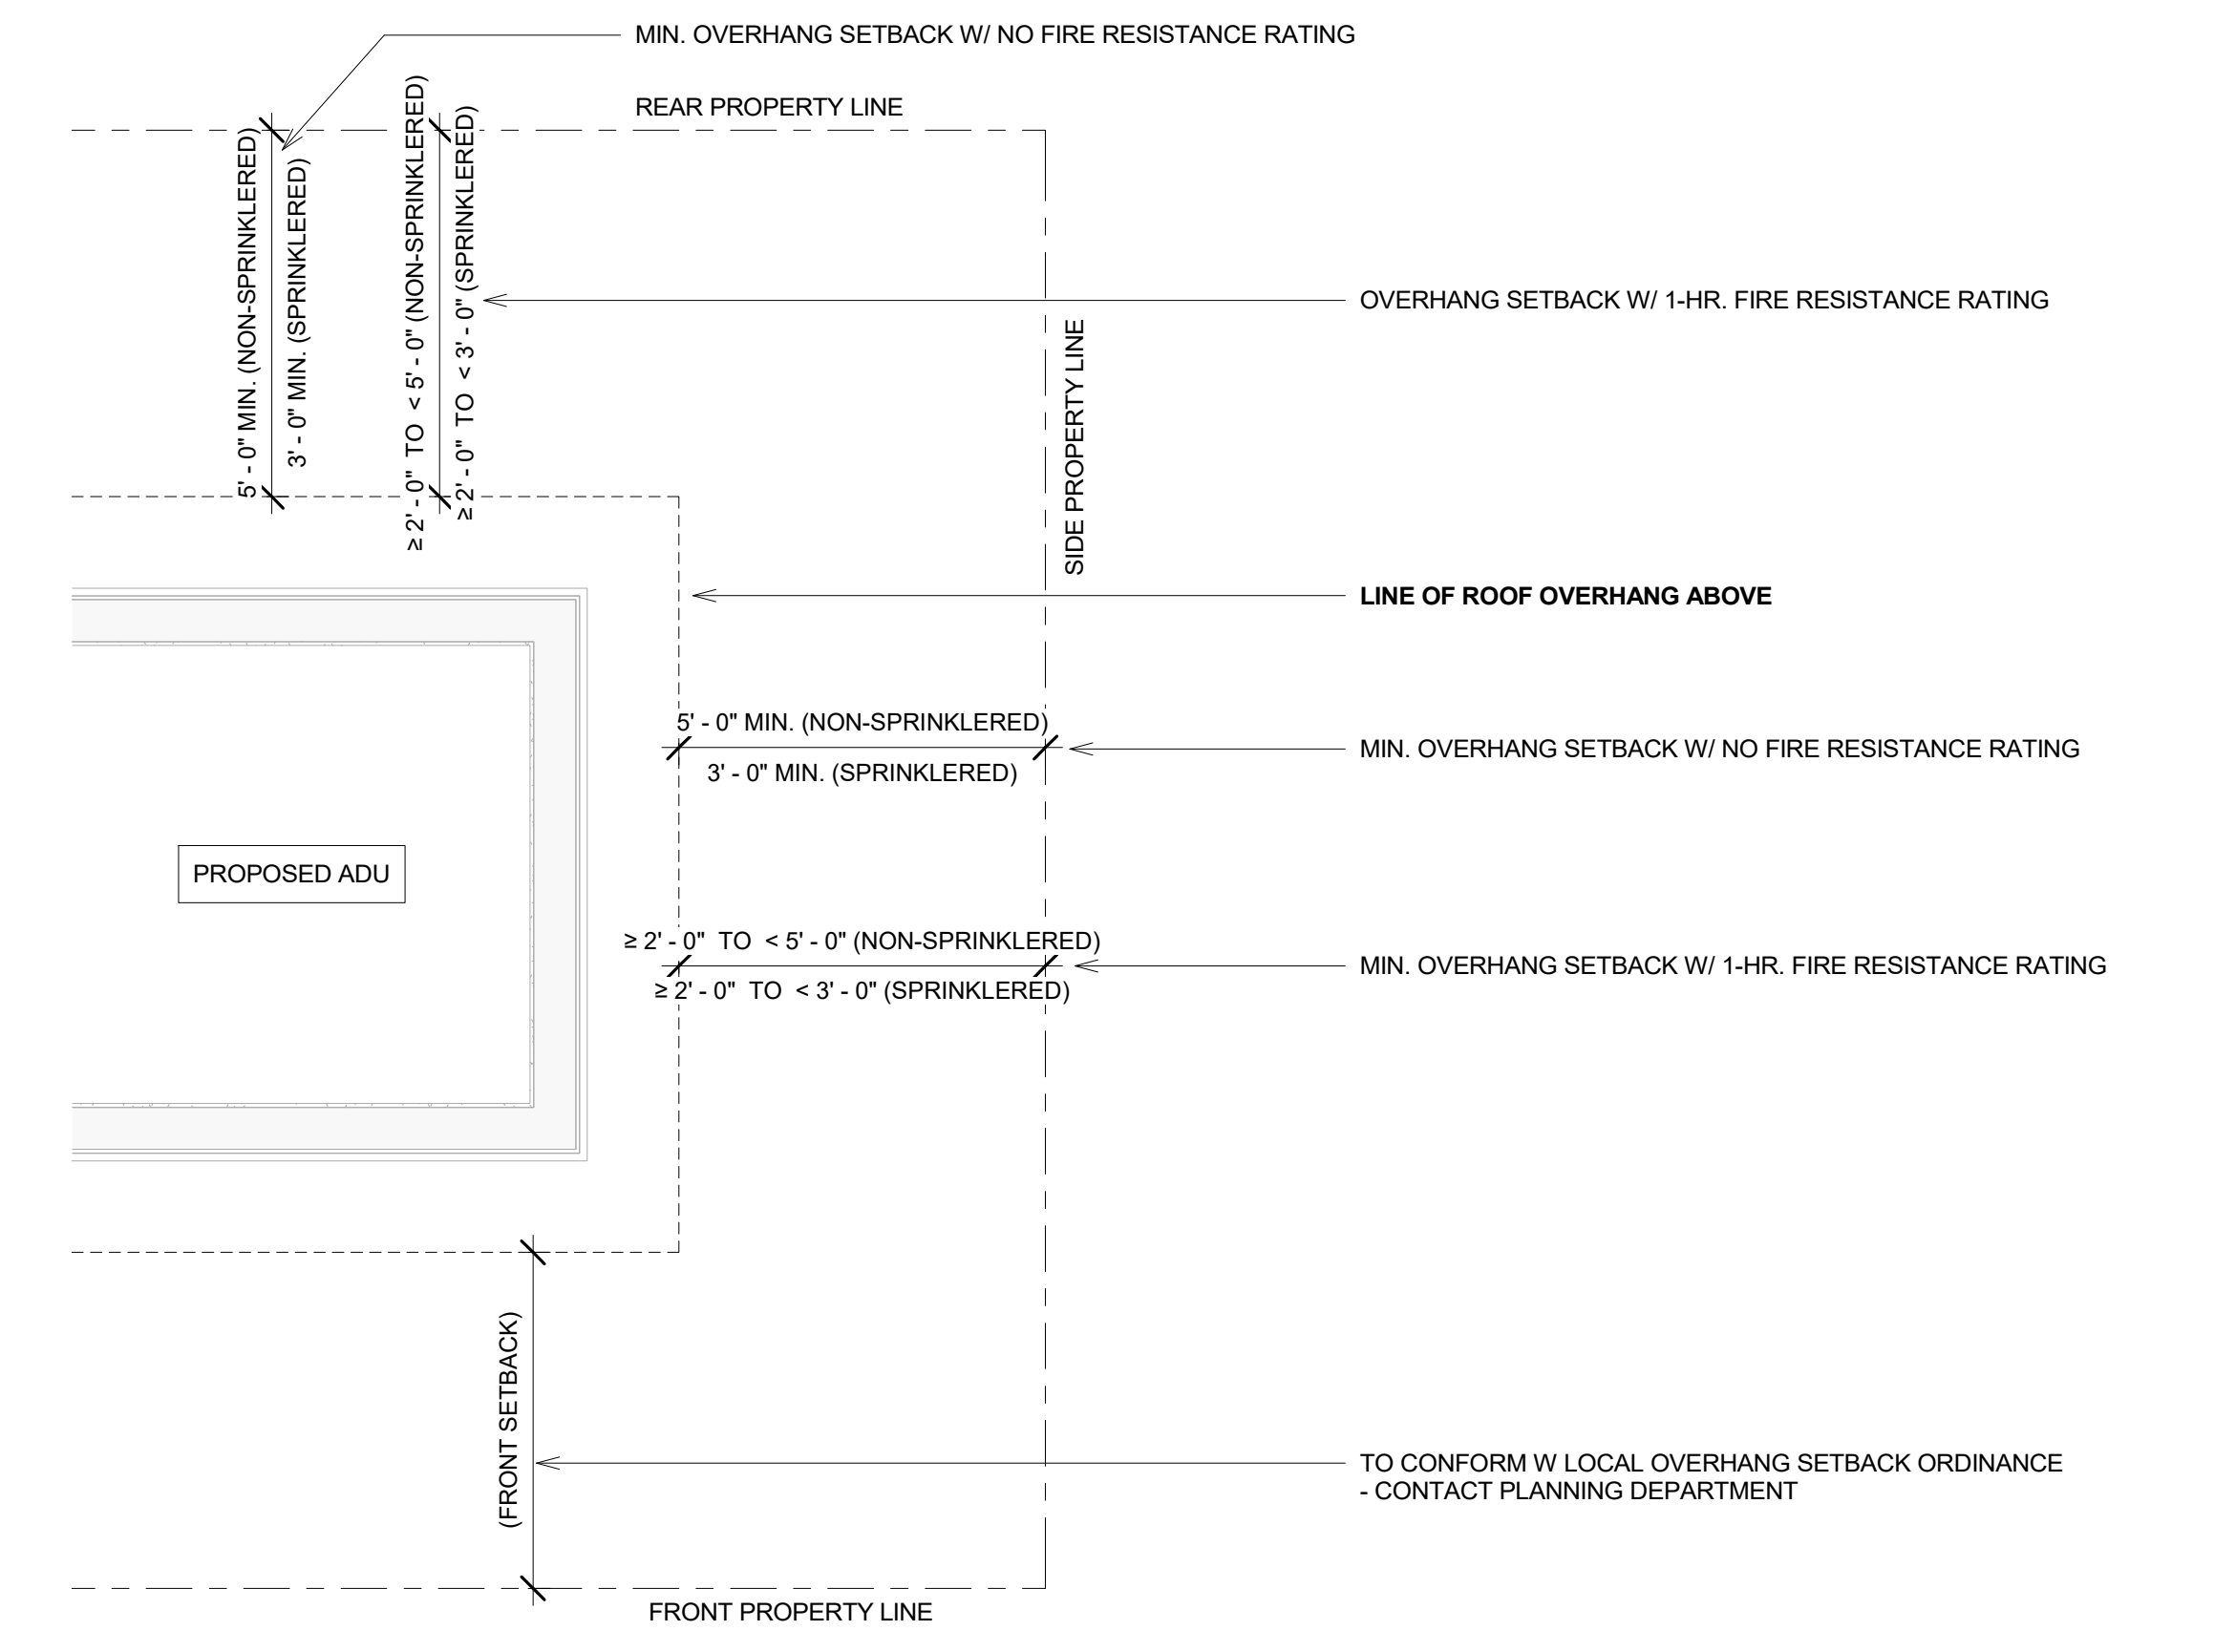 MIN. OVERHANG SETBACK W/ NO FIRE RESISTANCE RATING
REAR PROPERTY LINE
5' - 0" MIN. (NON-SPRINKLERED)
3' - 0" MIN. (SPRINKLERED)
≥ 2' - 0" TO < 5' - 0" (NON-SPRINKLERED)
≥ 2' - 0" TO < 3' - 0" (SPRINKLERED)
OVERHANG SETBACK W/ 1-HR. FIRE RESISTANCE RATING
SIDE PROPERTY LINE
LINE OF ROOF OVERHANG ABOVE
5' - 0" MIN. (NON-SPRINKLERED)
3' - 0" MIN. (SPRINKLERED)
MIN. OVERHANG SETBACK W/ NO FIRE RESISTANCE RATING
PROPOSED ADU
≥ 2' - 0" TO < 5' - 0" (NON-SPRINKLERED)
≥ 2' - 0" TO < 3' - 0" (SPRINKLERED)
MIN. OVERHANG SETBACK W/ 1-HR. FIRE RESISTANCE RATING
(FRONT SETBACK)
TO CONFORM W LOCAL OVERHANG SETBACK ORDINANCE
- CONTACT PLANNING DEPARTMENT
FRONT PROPERTY LINE